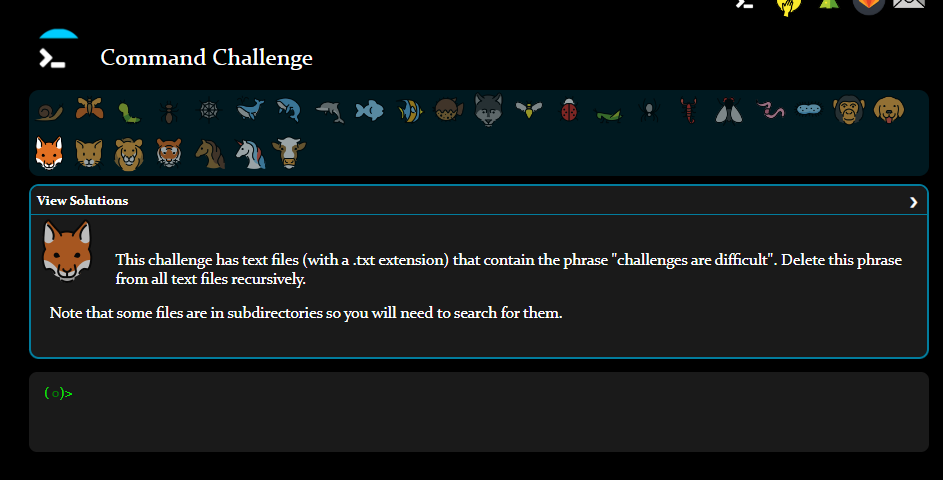 Command Challenge
View Solutions
This challenge has text files (with a .txt extension) that contain the phrase "challenges are difficult". Delete this phrase
from all text files recursively.
Note that some files are in subdirectories so you will need to search for them.
(○)>